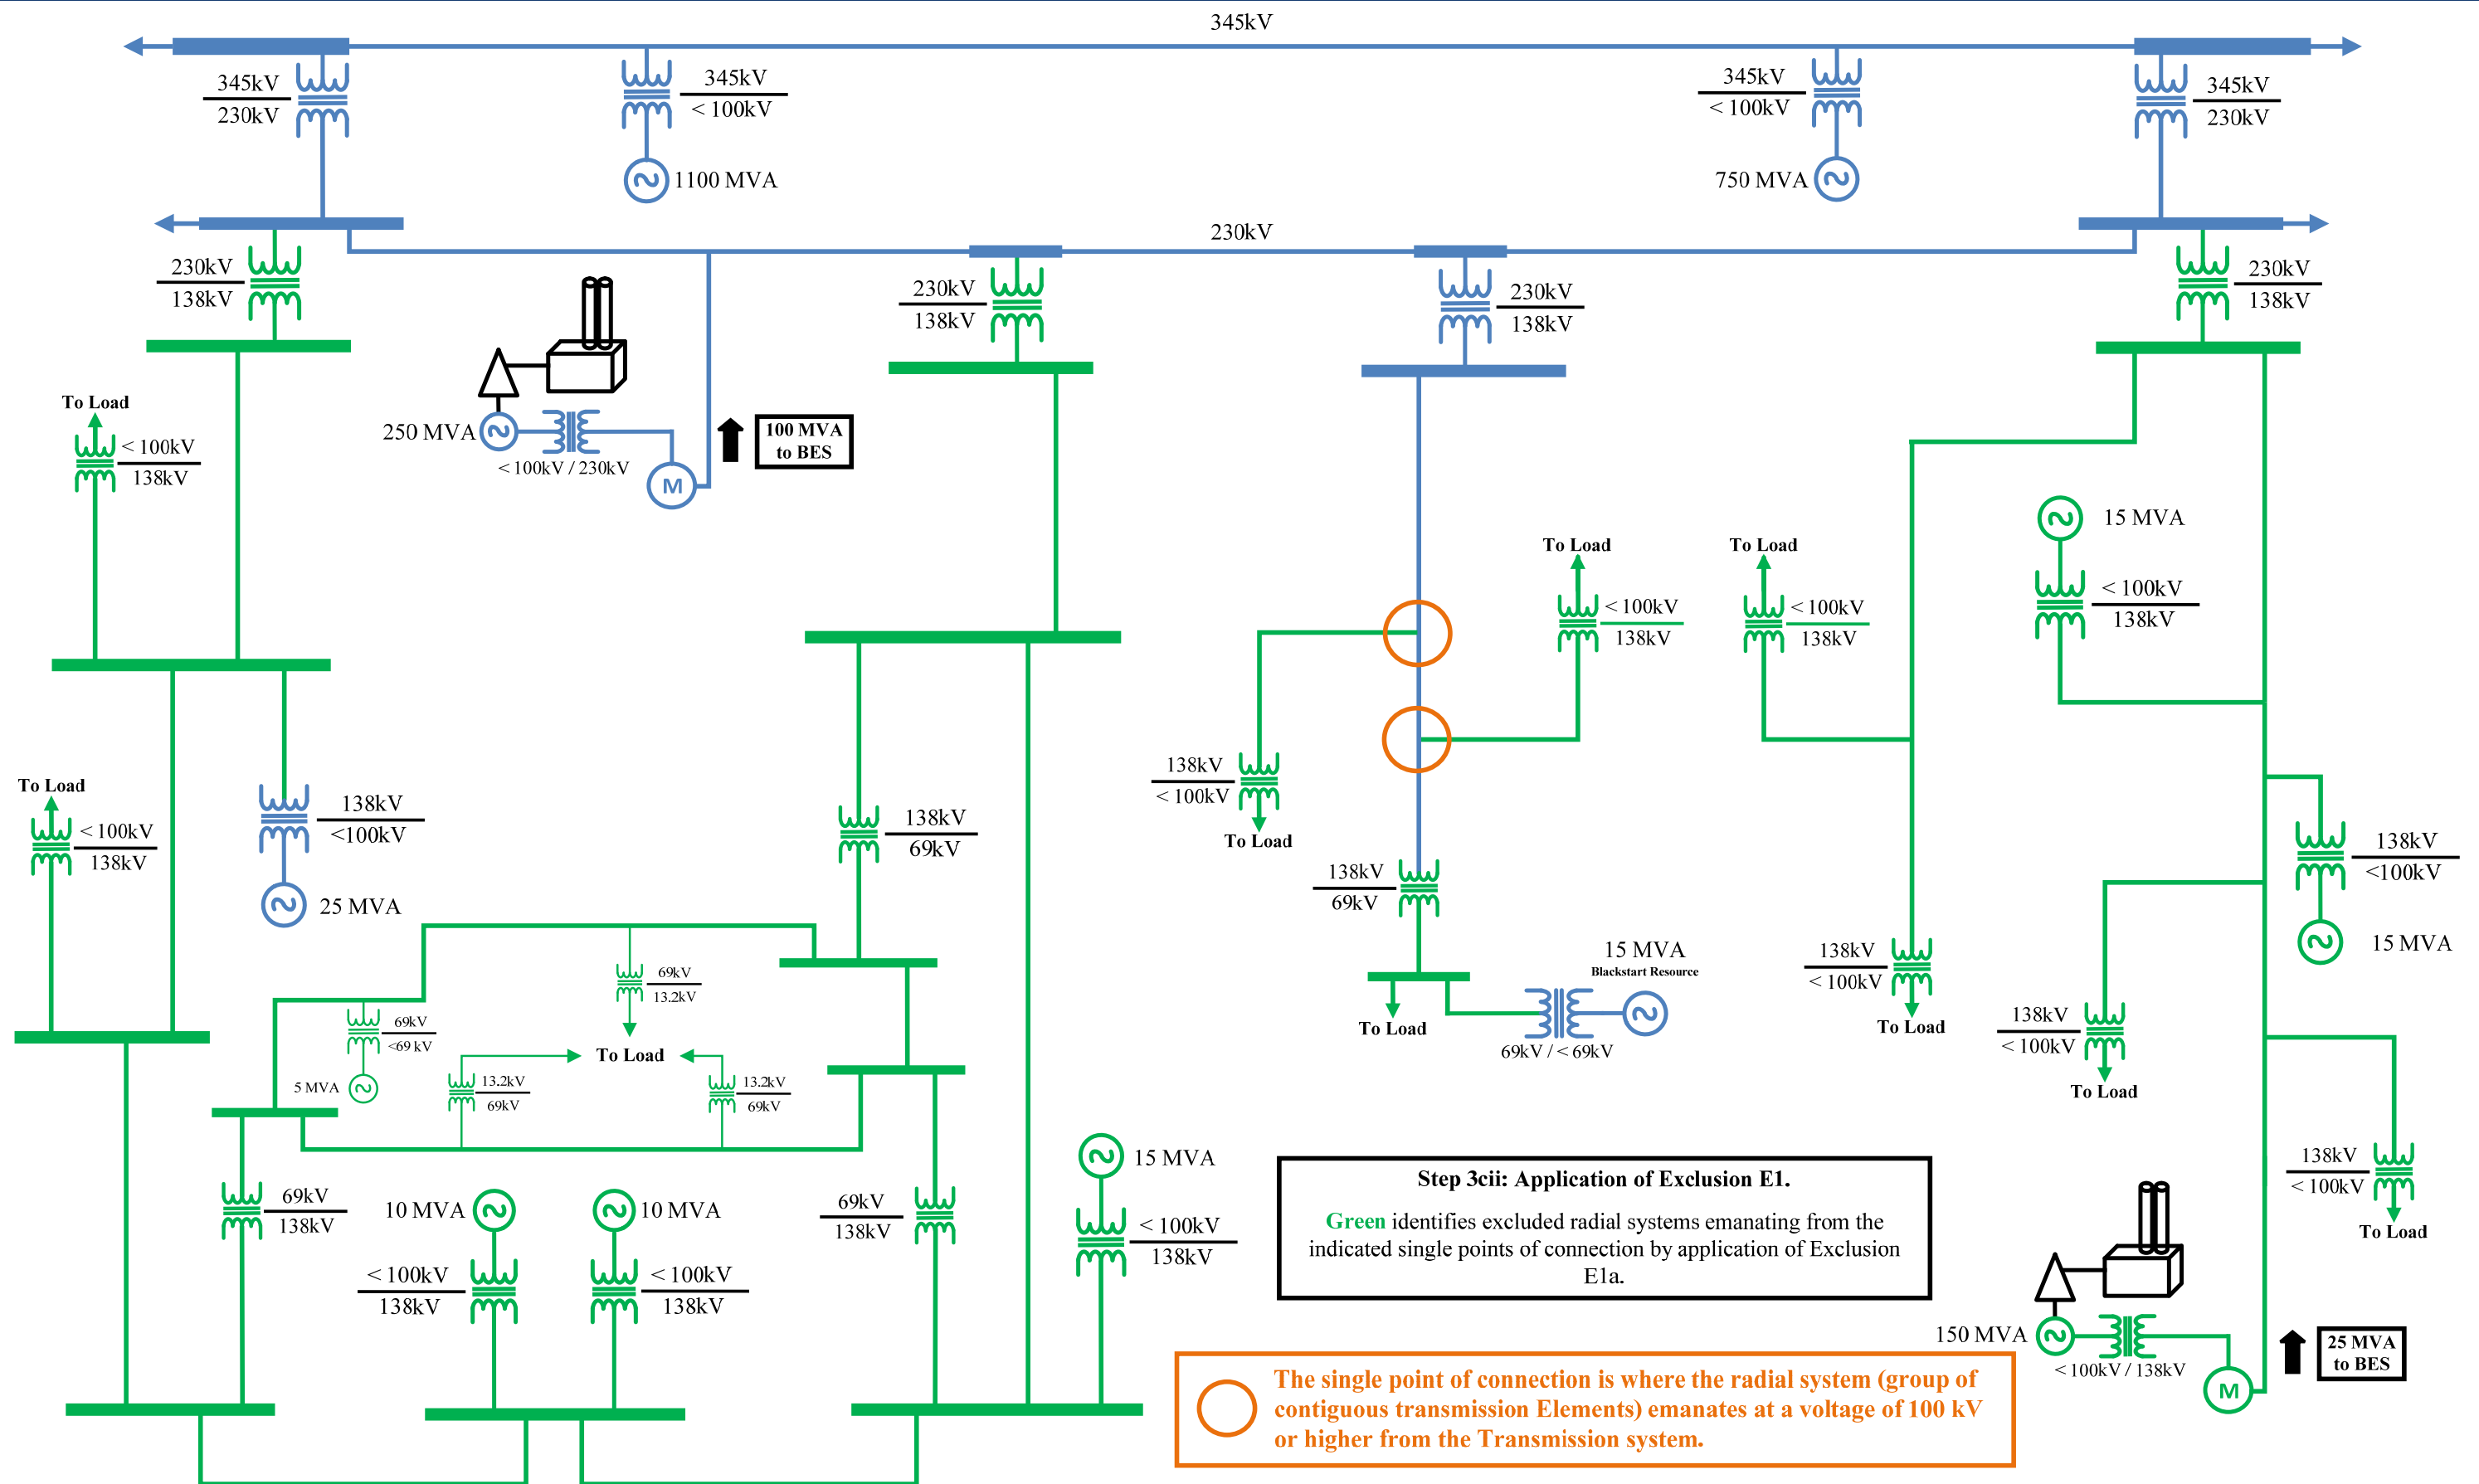 345kV
345kV
230kV
345kV
< 100kV
1100 MVA
345kV
< 100kV
750 MVA
345kV
230kV
230kV
230kV
138kV
230kV
138kV
230kV
138kV
230kV
138kV
250 MVA
< 100kV / 230kV
M
100 MVA
to BES
To Load
< 100kV
138kV
To Load
< 100kV
138kV
138kV
<100kV
25 MVA
138kV
69kV
69kV
13.2kV
69kV
<69 kV
5 MVA
To Load
13.2kV
69kV
13.2kV
69kV
69kV
138kV
10 MVA
< 100kV
138kV
10 MVA
< 100kV
138kV
69kV
138kV
15 MVA
< 100kV
138kV
To Load
< 100kV
138kV
To Load
< 100kV
138kV
138kV
< 100kV
To Load
138kV
69kV
To Load
15 MVA
Blackstart Resource
69kV / < 69kV
15 MVA
< 100kV
138kV
138kV
<100kV
15 MVA
138kV
< 100kV
To Load
138kV
< 100kV
To Load
138kV
< 100kV
To Load
150 MVA
< 100kV / 138kV
M
25 MVA
to BES
Step 3cii: Application of Exclusion E1.
Green identifies excluded radial systems emanating from the
indicated single points of connection by application of Exclusion
E1a.
The single point of connection is where the radial system (group of
contiguous transmission Elements) emanates at a voltage of 100 kV
or higher from the Transmission system.